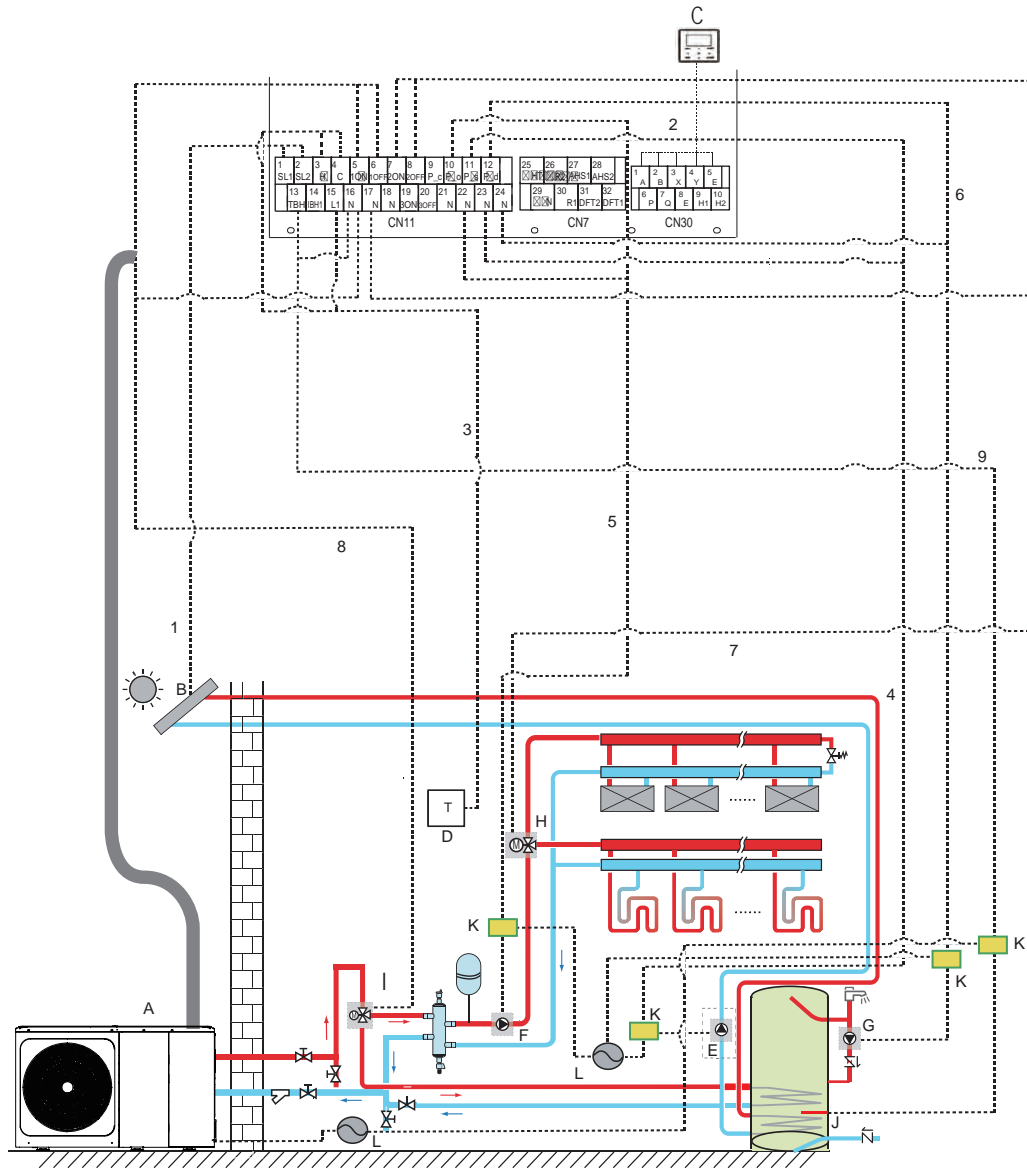 C
2
1 2 3 4 5 6 7 8 9 10 11 12
SL1 SL2 C 1OFF 2ON 2OFF P_c
13 14 15 16 17 18 19 20 21 22 23 24
TBH IBH1 L1 N N N 3ON 3OFF N N N N
CN11
25 26 27 28
AHS1 AHS2
29 30 31 32
N R1 DFT2 DFT1
CN7
1 2 3 4 5
A B X Y E
6 7 8 9 10
P Q E H1 H2
CN30
6
3
9
5
8
1
7
B
4
T
D
M
H
K
K
K
A
I
M
F
K
E
G
L
L
J
Z